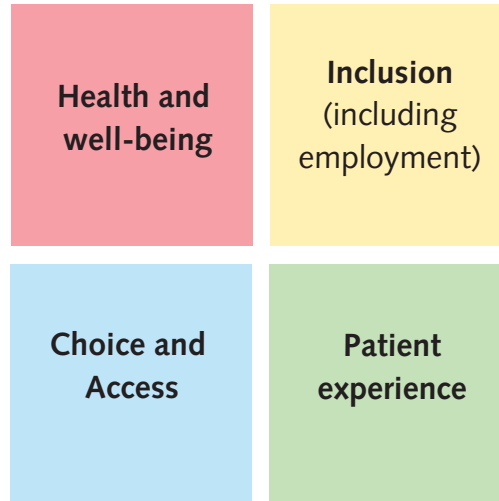 Health and
well-being
Inclusion
(including
employment)
Choice and
Access
Patient
experience